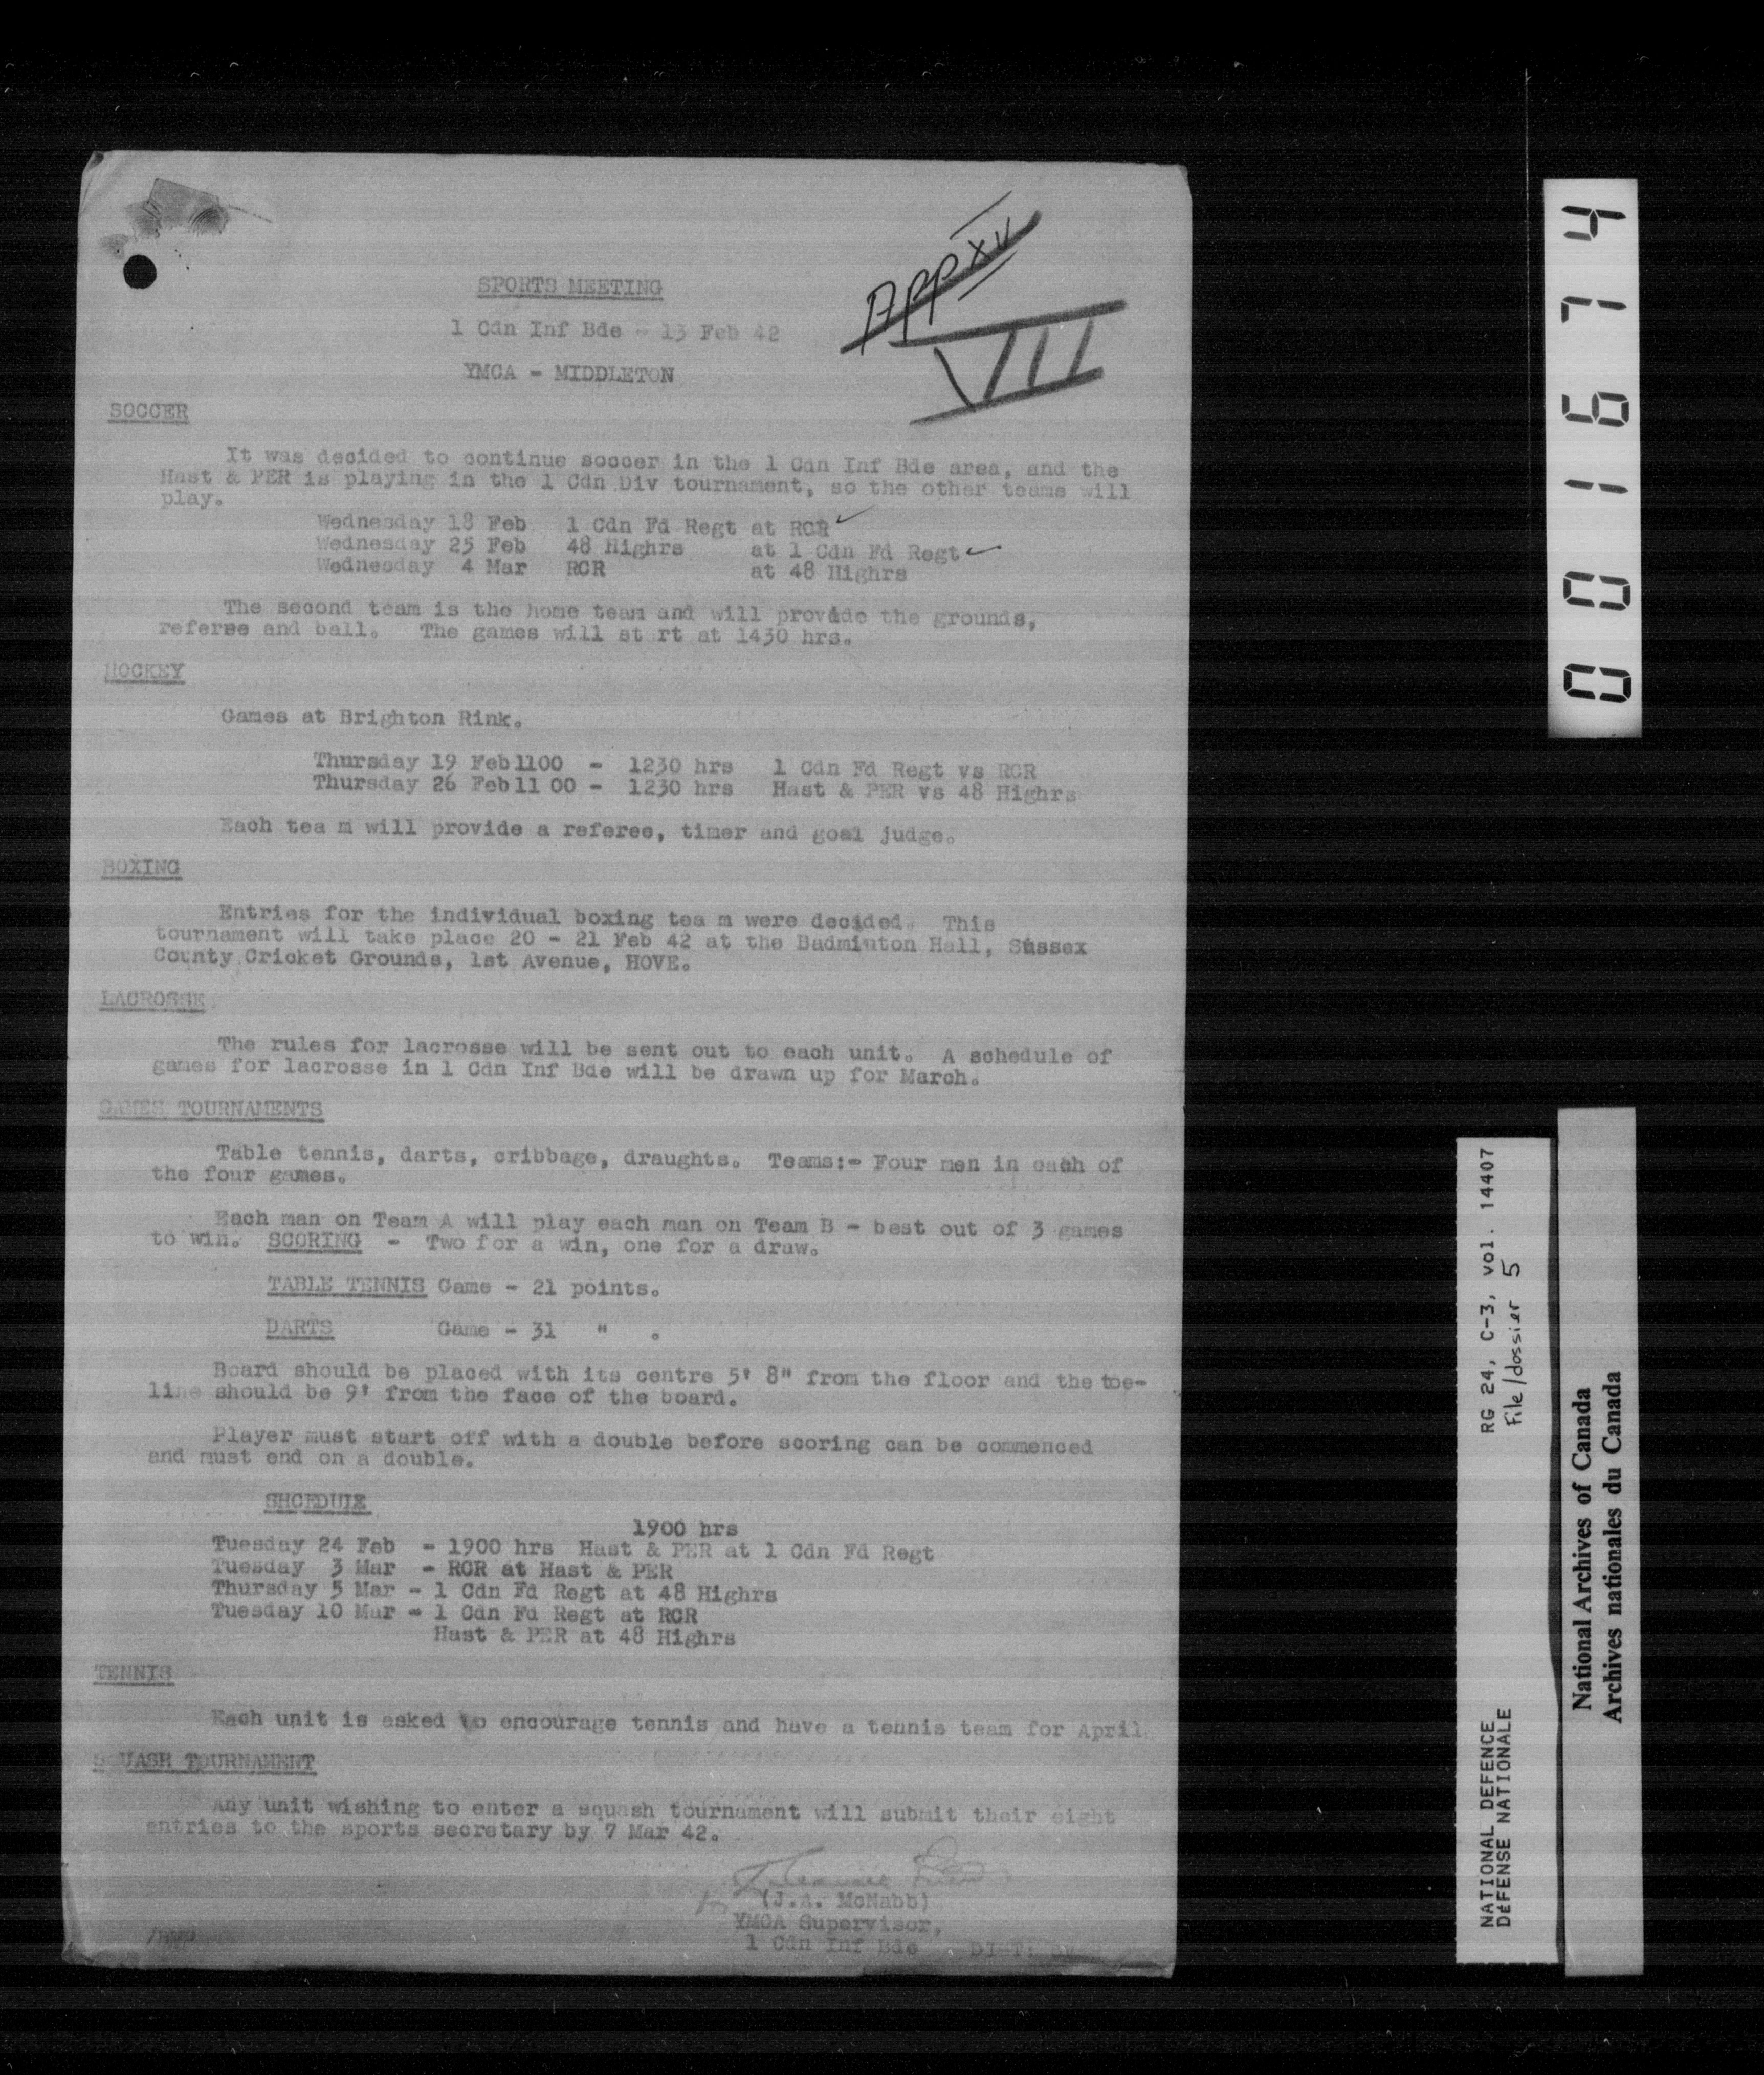 SPORTS MEETING
1 Cdn Inf Bde - 13 Feb 42
YMCA - MIDDLETON
App XV
VII
SOCCER
It was decided to continue soccer in the 1 Cdn Inf Bde area, and the
Hast & PER is playing in the 1 Cdn Div tournament, so the other teams will
play.
Wednesday 18 Feb 1 Cdn Fd Regt at RCR ✓
Wednesday 25 Feb 48 Highrs at 1 Cdn Fd Regt ✓
Wednesday 4 Mar RCR at 48 Highrs
The second team is the home team and will provide the grounds,
referee and ball. The games will st rt at 1430 hrs.
HOCKEY
Games at Brighton Rink.
Thursday 19 Feb 1100 - 1230 hrs 1 Cdn Fd Regt vs RCR
Thursday 26 Feb 11 00 - 1230 hrs Hast & PER vs 48 Highrs
Each tea m will provide a referee, timer and goal judge.
BOXING
Entries for the individual boxing tea m were decided. This
tournament will take place 20 - 21 Feb 42 at the Badminton Hall, Sussex
County Cricket Grounds, 1st Avenue, HOVE.
LACROSSE
The rules for lacrosse will be sent out to each unit. A schedule of
games for lacrosse in 1 Cdn Inf Bde will be drawn up for March.
GAMES TOURNAMENTS
Table tennis, darts, cribbage, draughts. Teams:- Four men in each of
the four games.
Each man on Team A will play each man on Team B - best out of 3 games
to win. SCORING - Two for a win, one for a draw.
TABLE TENNIS Game - 21 points.
DARTS Game - 31 " .
Board should be placed with its centre 5' 8" from the floor and the toe-
line should be 9' from the face of the board.
Player must start off with a double before scoring can be commenced
and must end on a double.
SHCEDULE
1900 hrs
Tuesday 24 Feb - 1900 hrs Hast & PER at 1 Cdn Fd Regt
Tuesday 3 Mar - RCR at Hast & PER
Thursday 5 Mar - 1 Cdn Fd Regt at 48 Highrs
Tuesday 10 Mar - 1 Cdn Fd Regt at RCR
Hast & PER at 48 Highrs
TENNIS
Each unit is asked to encourage tennis and have a tennis team for April.
SQUASH TOURNAMENT
Any unit wishing to enter a squash tournament will submit their eight
entries to the sports secretary by 7 Mar 42.
for (J.A. McNabb)
YMCA Supervisor,
1 Cdn Inf Bde DIST:
001674
NATIONAL DEFENCE RG 24, C-3, vol. 14407
DÉFENSE NATIONALE File/dossier 5
National Archives of Canada
Archives nationales du Canada